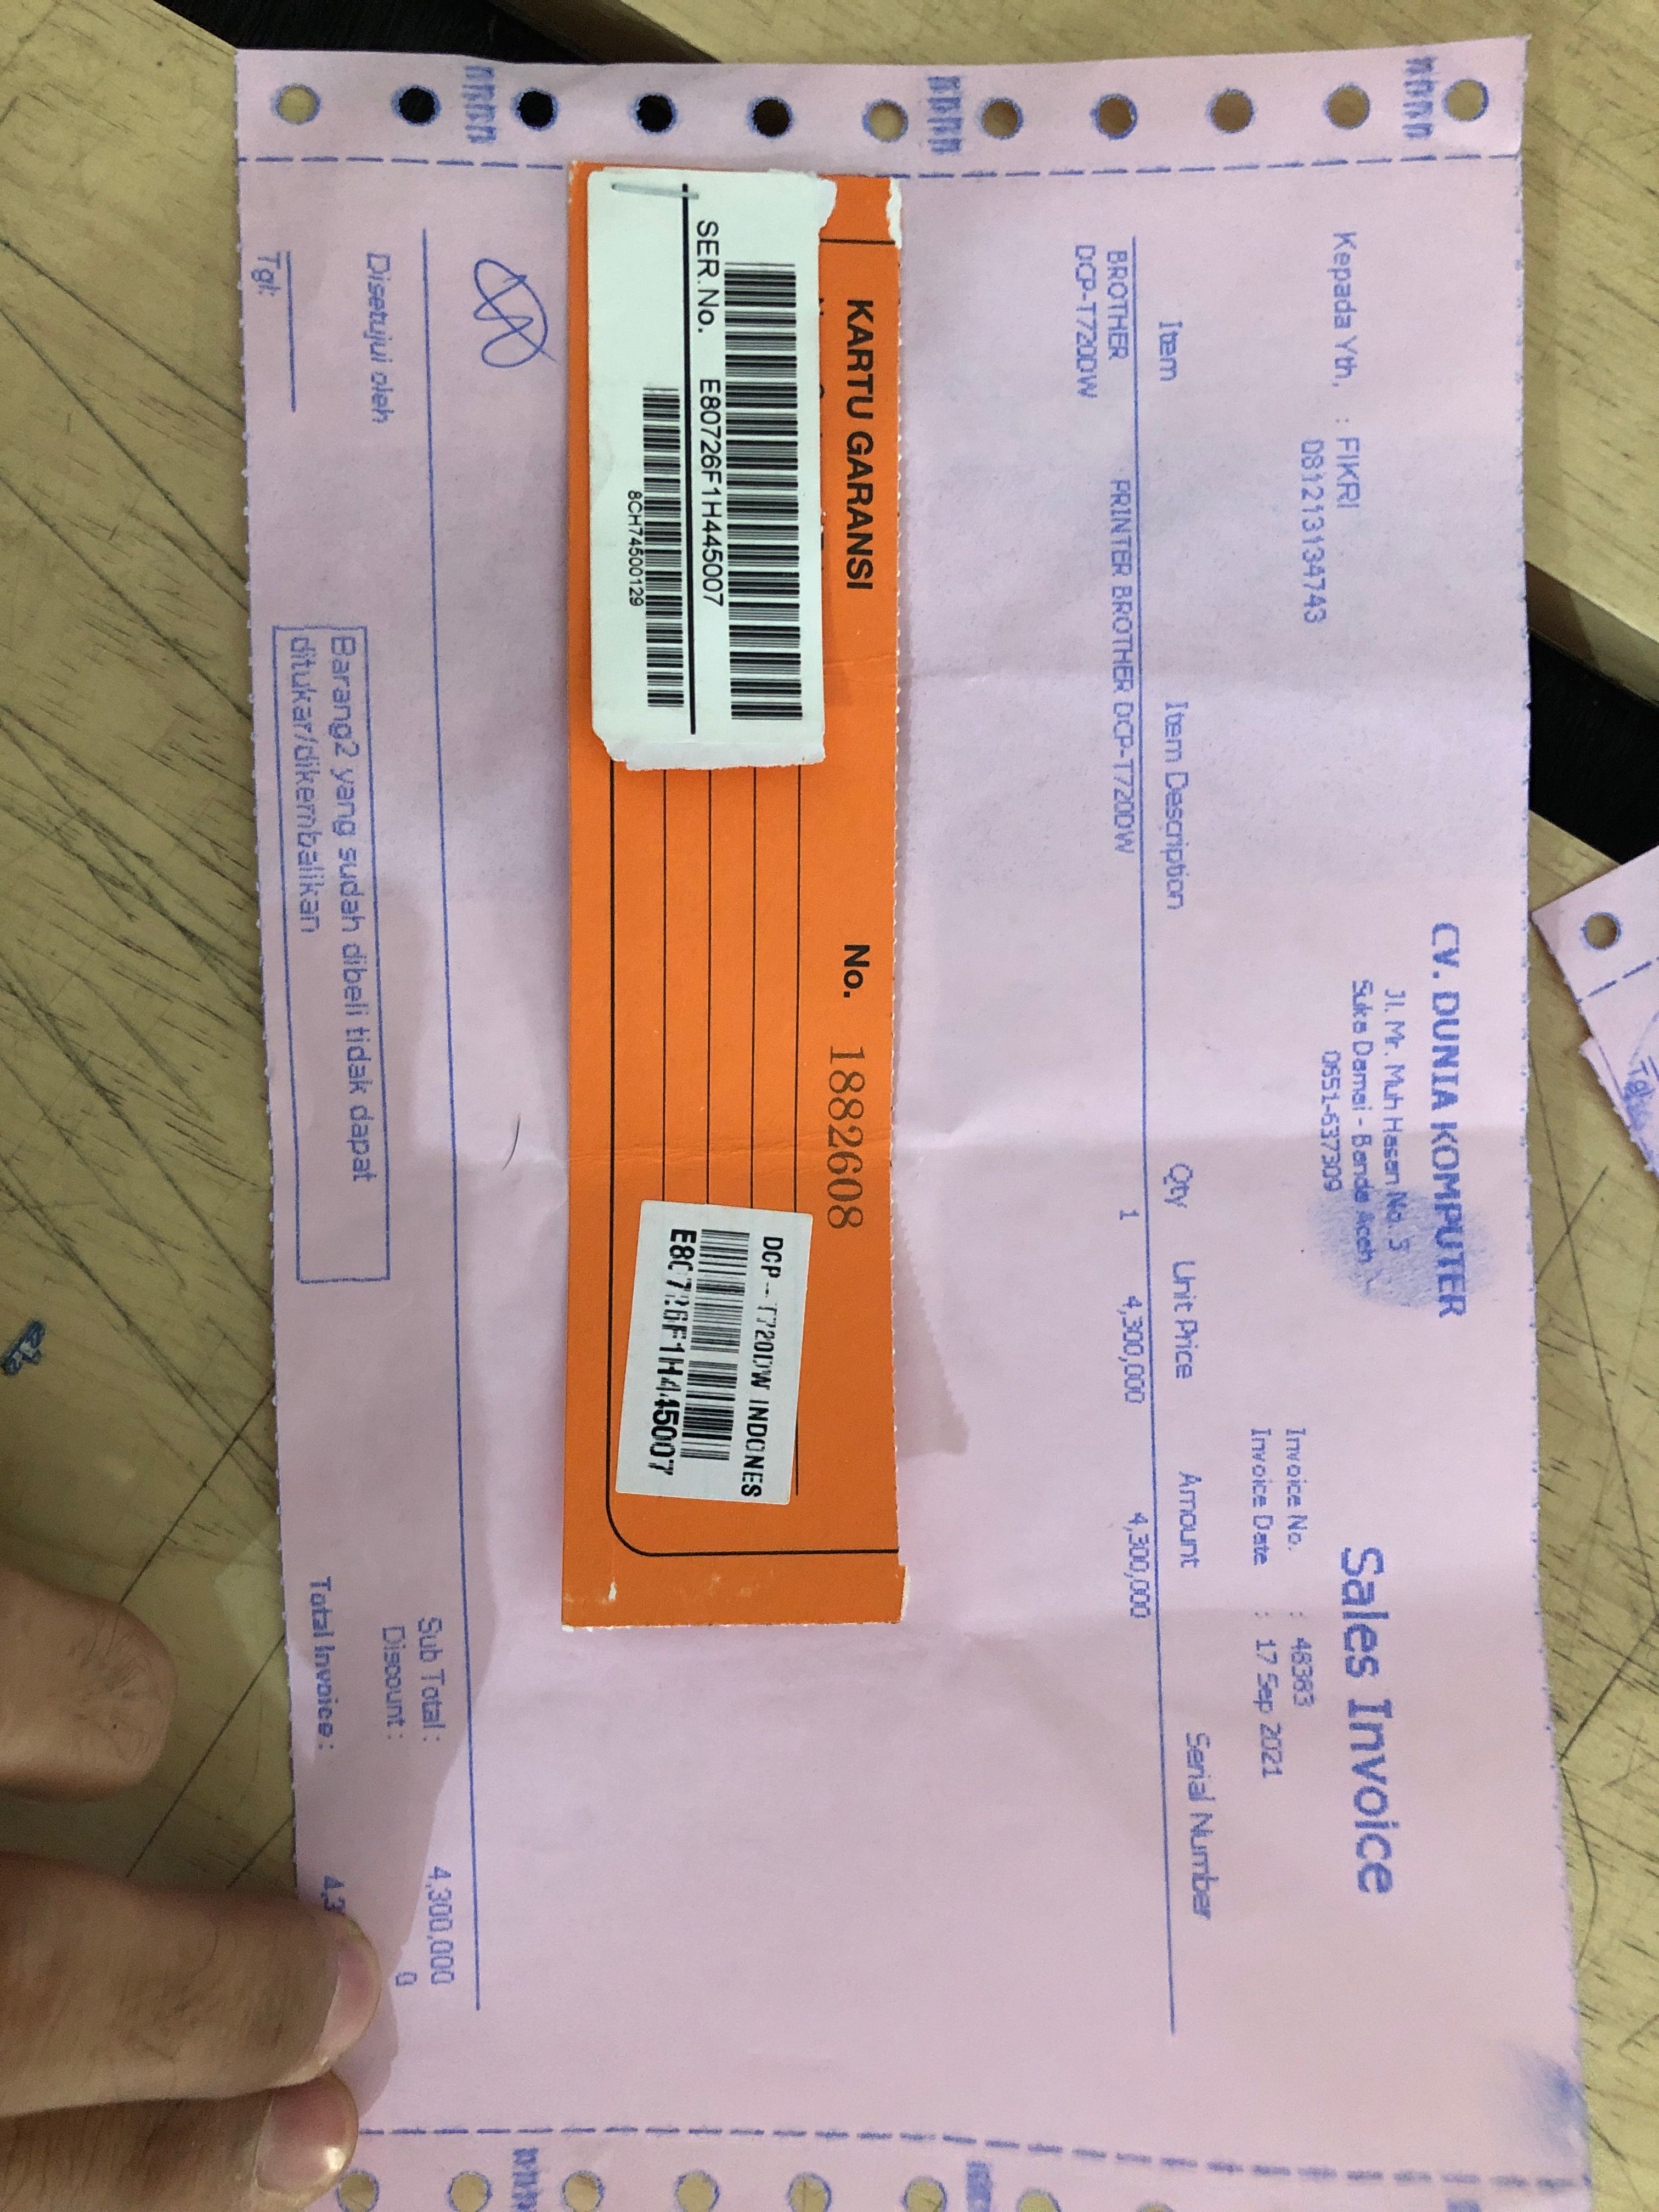 CV. DUNIA KOMPUTER
Jl. Mr. Muh Hasan No. 3
Suka Damai - Banda Aceh
0651-637309
Sales Invoice
Kepada Yth, : FIKRI
081213134743
Invoice No. : 48383
Invoice Date : 17 Sep 2021
Item Item Description Qty Unit Price Amount Serial Number
BROTHER DCP-T720DW PRINTER BROTHER DCP-T720DW 1 4,300,000 4,300,000
KARTU GARANSI No. 1882608
SER.No. E80726F1H445007
8CH74500129
DCP-T720DW INDONES
E80726F1H445007
Sub Total : 4,300,000
Discount : 0
Total Invoice : 4,3
Disetujui oleh
Tgl:
Barang2 yang sudah dibeli tidak dapat
ditukar/dikembalikan
Tgl